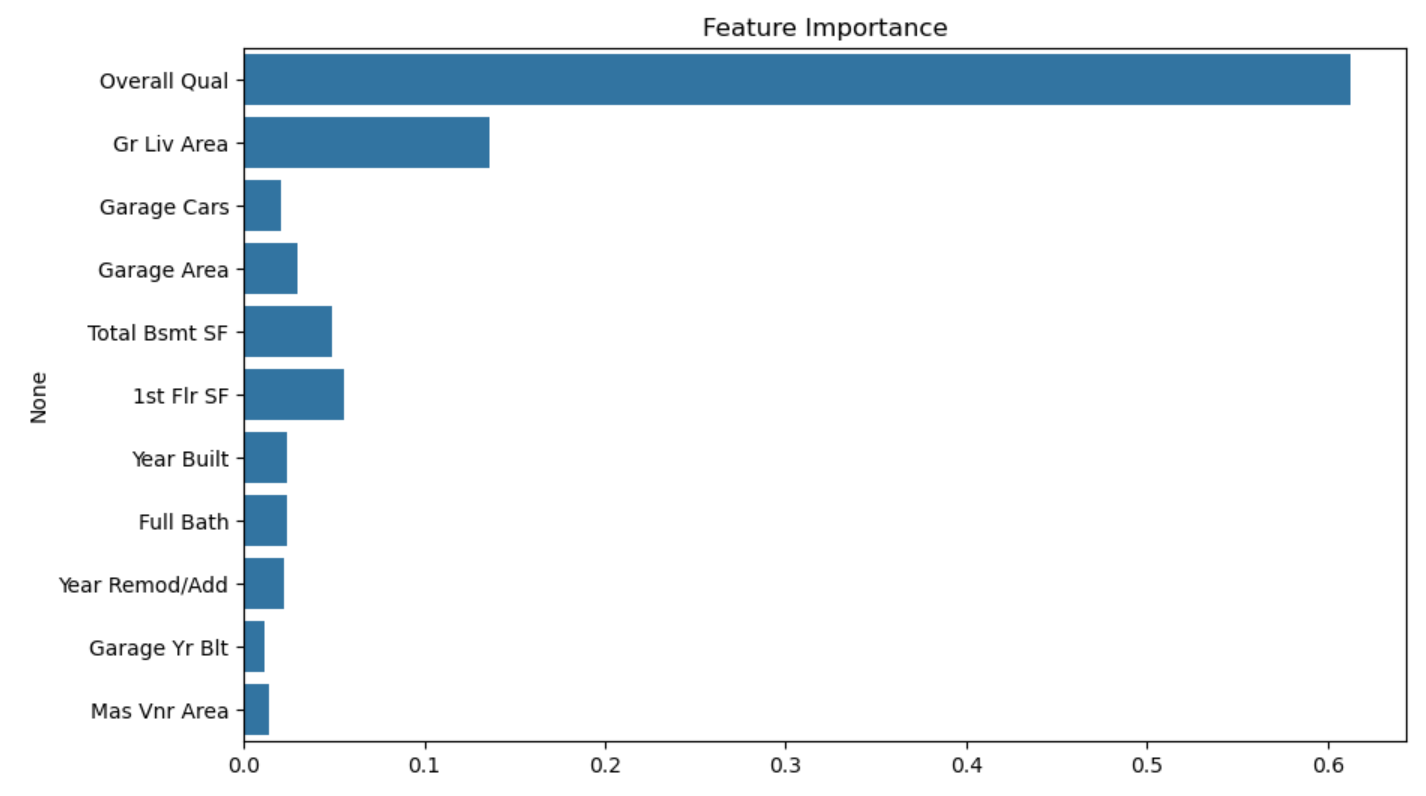 Feature Importance
Overall Qual
Gr Liv Area
Garage Cars
Garage Area
Total Bsmt SF
1st Flr SF
Year Built
Full Bath
Year Remod/Add
Garage Yr Blt
Mas Vnr Area
None
0.0 0.1 0.2 0.3 0.4 0.5 0.6